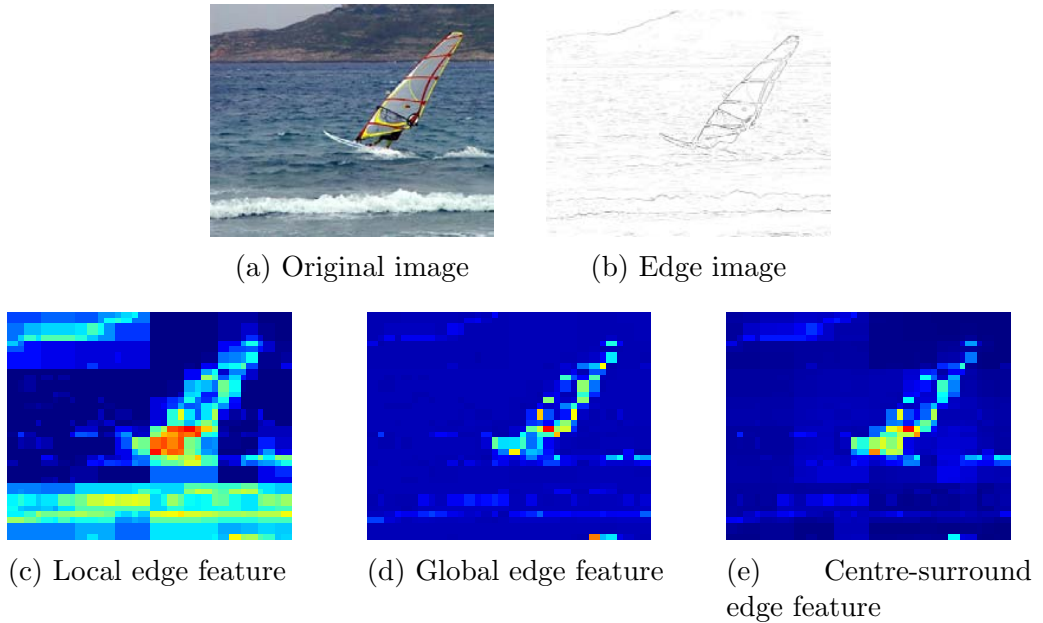 (a) Original image
(b) Edge image
(c) Local edge feature
(d) Global edge feature
(e) Centre-surround
edge feature